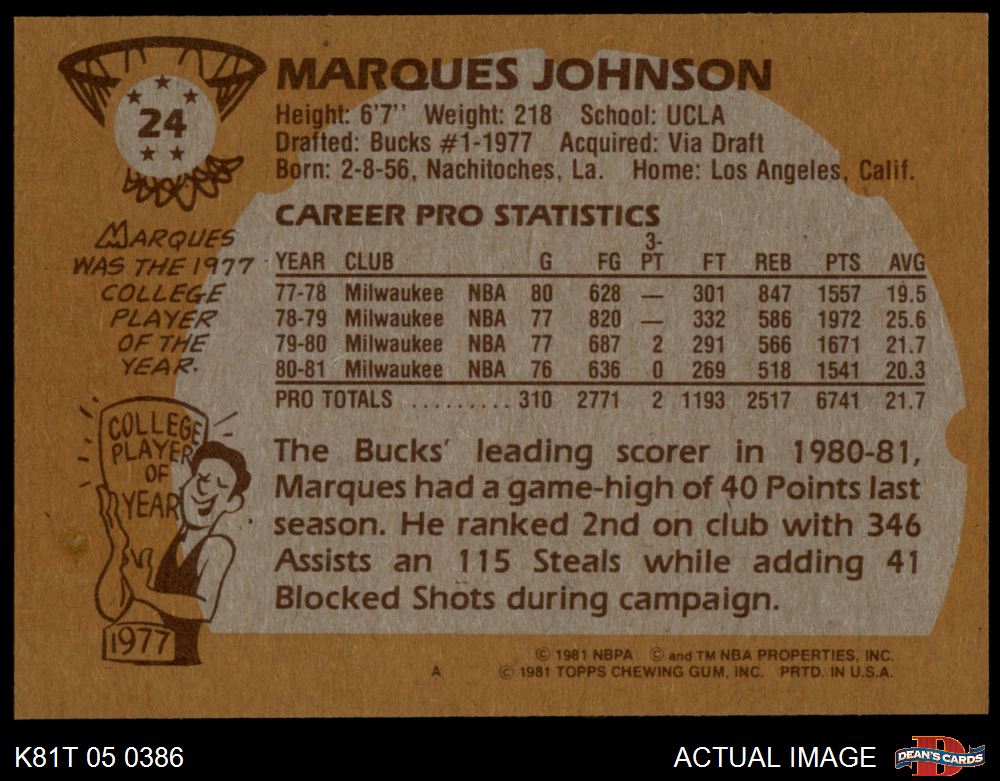 24
MARQUES JOHNSON
Height: 6'7'' Weight: 218 School: UCLA
Drafted: Bucks #1-1977 Acquired: Via Draft
Born: 2-8-56, Nachitoches, La. Home: Los Angeles, Calif.
MARQUES
WAS THE 1977
COLLEGE
PLAYER
OF THE
YEAR.
COLLEGE
PLAYER
OF
YEAR
1977
CAREER PRO STATISTICS
YEAR CLUB G FG 3-PT FT REB PTS AVG
77-78 Milwaukee NBA 80 628 — 301 847 1557 19.5
78-79 Milwaukee NBA 77 820 — 332 586 1972 25.6
79-80 Milwaukee NBA 77 687 2 291 566 1671 21.7
80-81 Milwaukee NBA 76 636 0 269 518 1541 20.3
PRO TOTALS .......... 310 2771 2 1193 2517 6741 21.7
The Bucks' leading scorer in 1980-81,
Marques had a game-high of 40 Points last
season. He ranked 2nd on club with 346
Assists an 115 Steals while adding 41
Blocked Shots during campaign.
© 1981 NBPA © and TM NBA PROPERTIES, INC.
A © 1981 TOPPS CHEWING GUM, INC. PRTD. IN U.S.A.
K81T 05 0386 ACTUAL IMAGE D DEAN'S CARDS